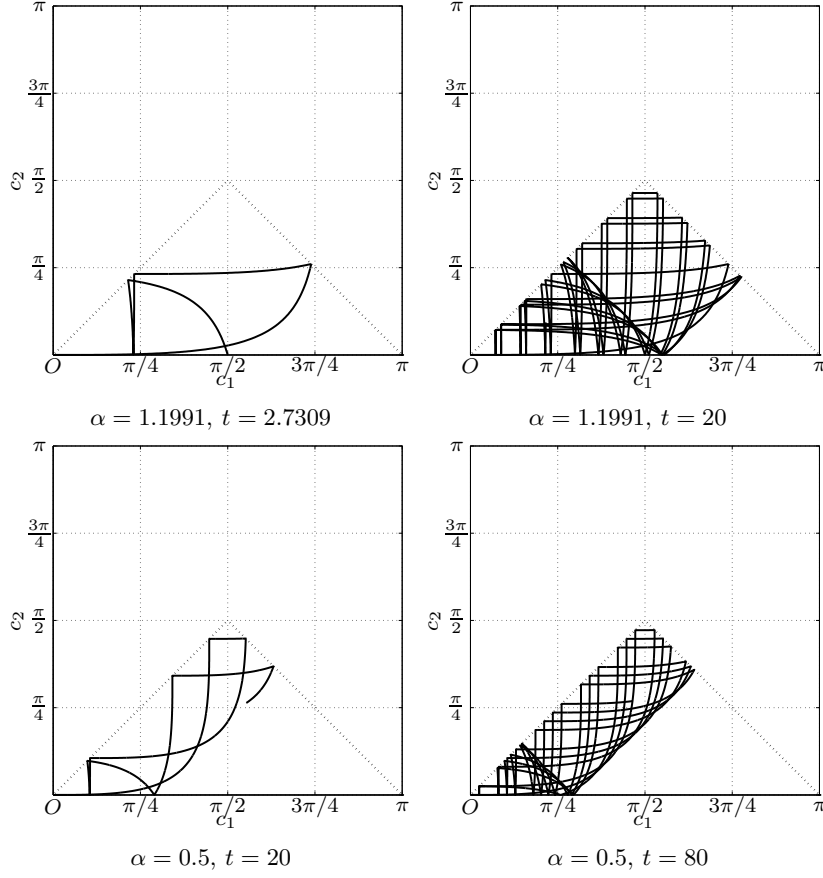 π
π
3π/4
3π/4
c₂ π/2
c₂ π/2
π/4
π/4
O π/4 π/2 3π/4 π
O π/4 π/2 3π/4 π
c₁
c₁
α = 1.1991, t = 2.7309
α = 1.1991, t = 20
π
π
3π/4
3π/4
c₂ π/2
c₂ π/2
π/4
π/4
O π/4 π/2 3π/4 π
O π/4 π/2 3π/4 π
c₁
c₁
α = 0.5, t = 20
α = 0.5, t = 80